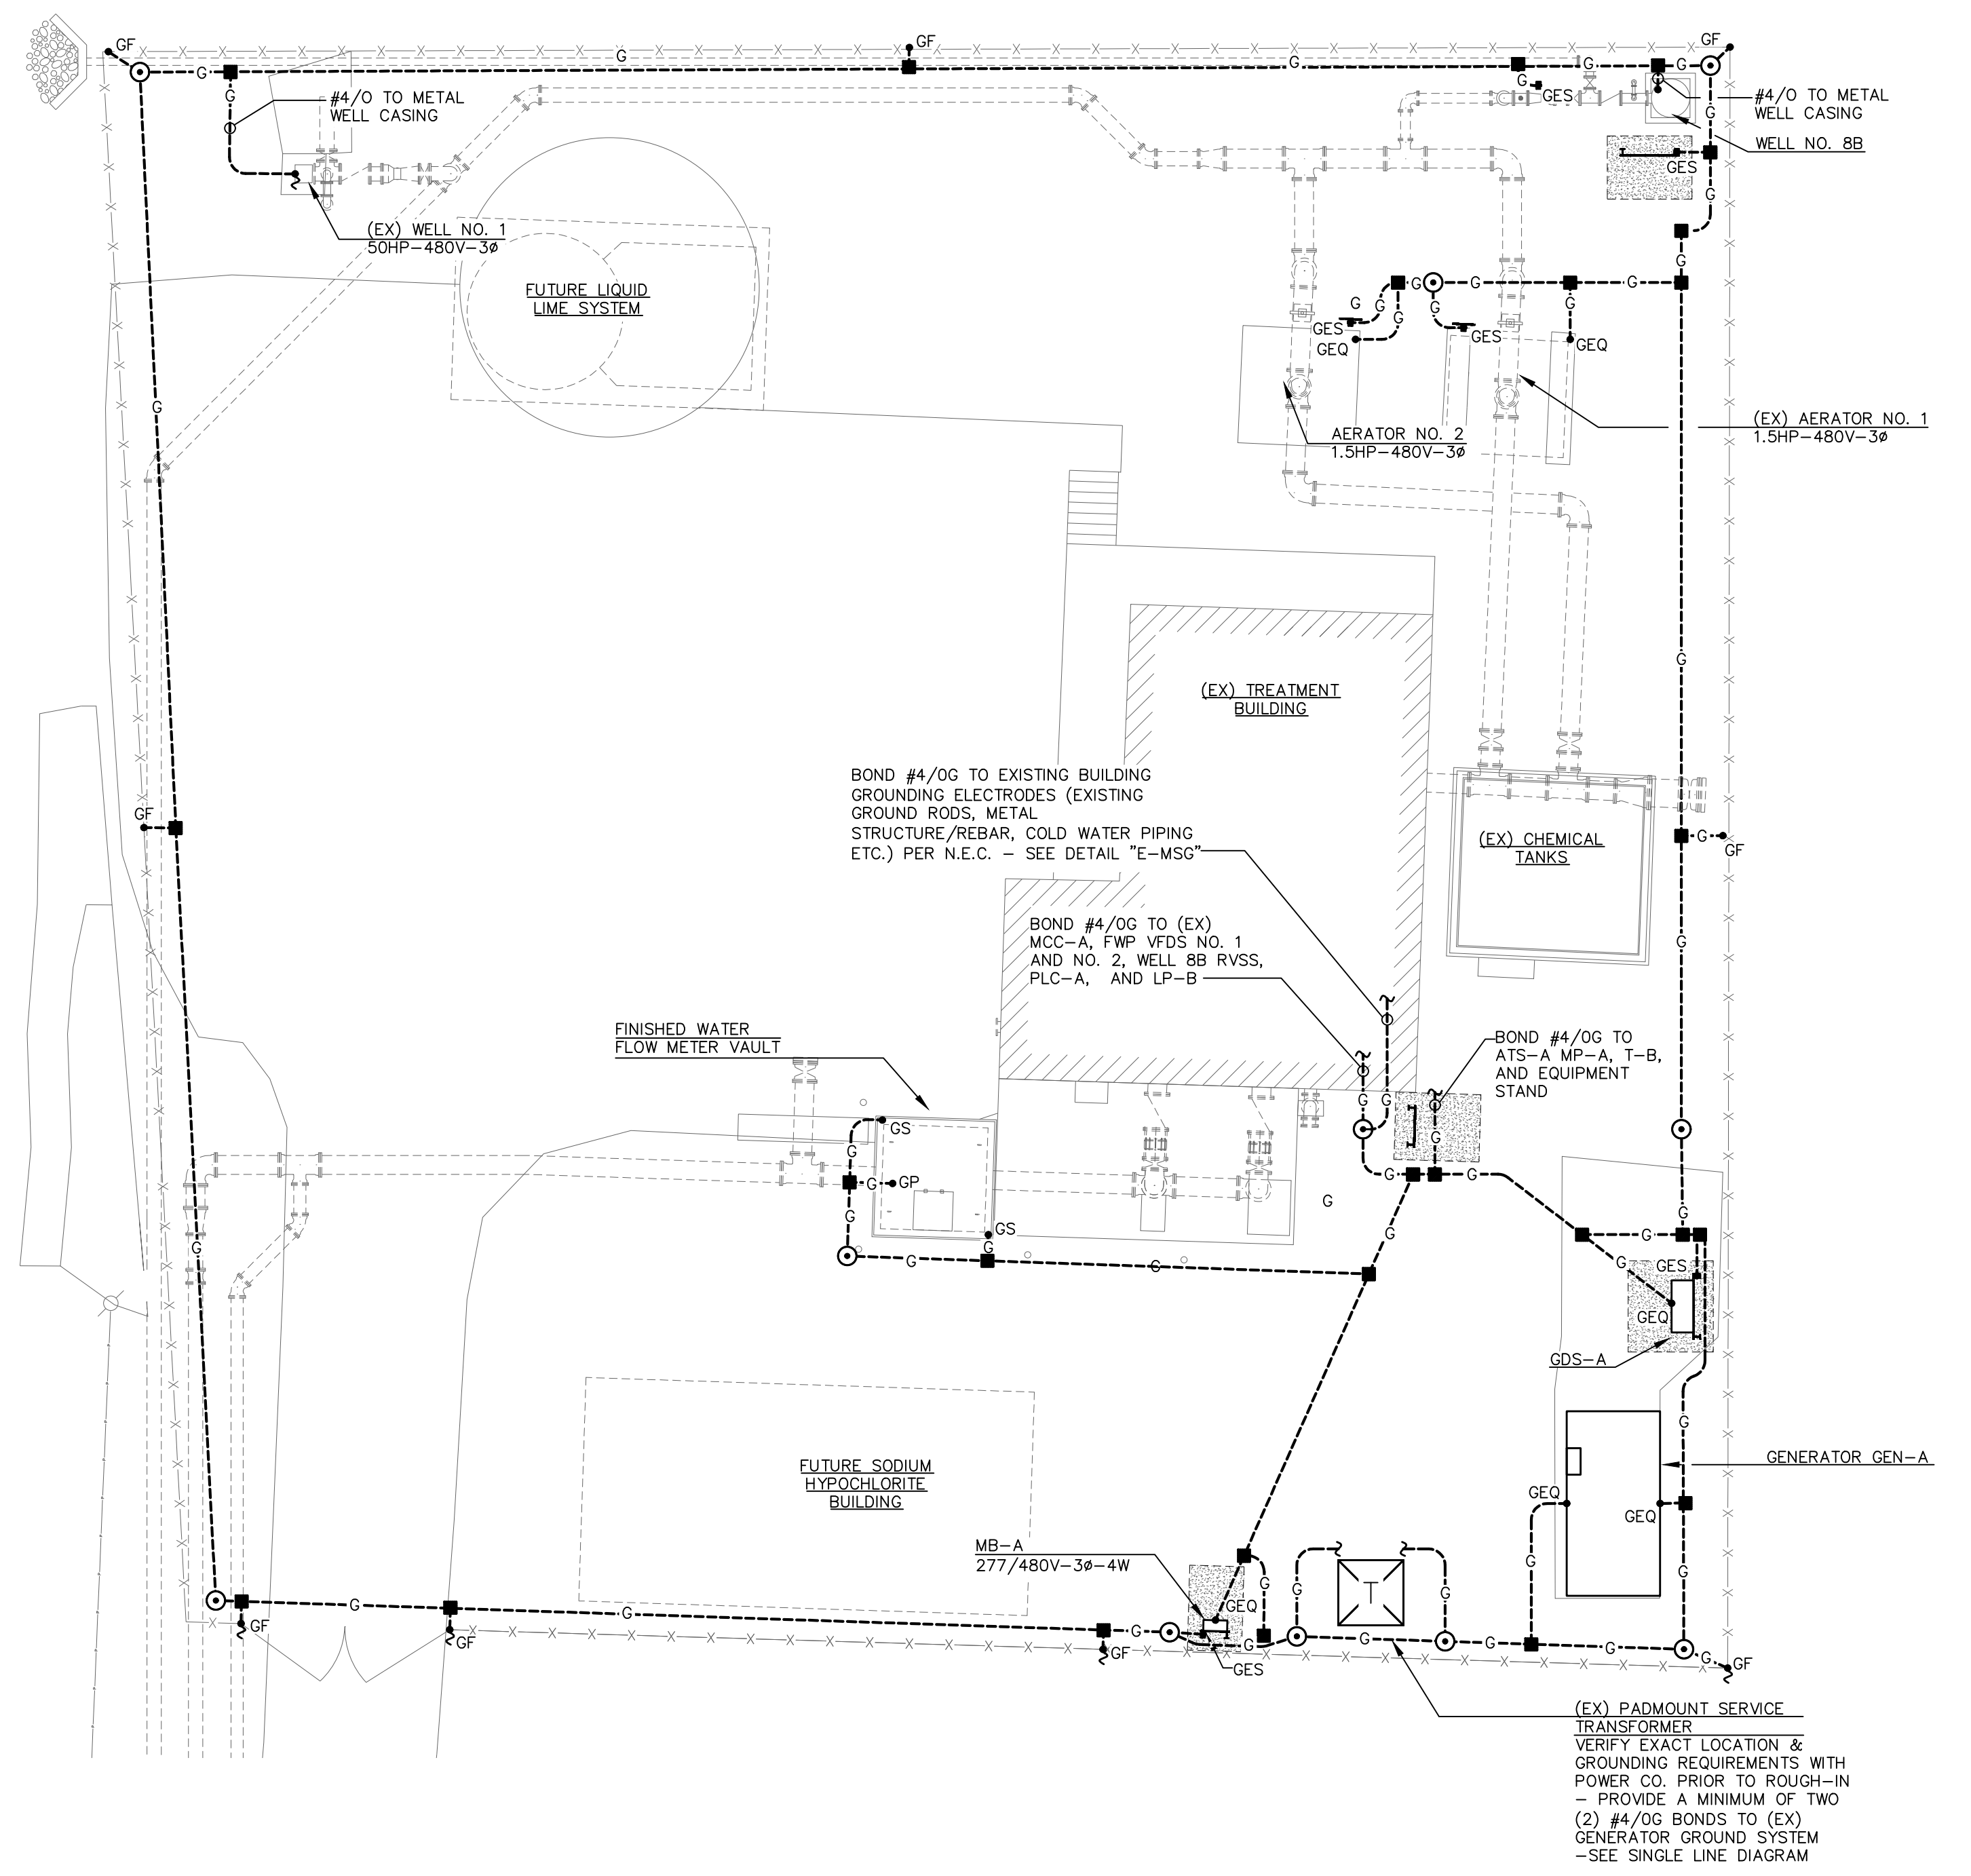 GF
GF
GF
G
G
G
G
G
G
#4/O TO METAL
WELL CASING
G
G
GES
G
#4/O TO METAL
WELL CASING
WELL NO. 8B
GES
G
(EX) WELL NO. 1
50HP-480V-3ø
G
FUTURE LIQUID
LIME SYSTEM
G
G
G
G
G
G
G
G
GES
GEQ
GES
GEQ
G
(EX) AERATOR NO. 1
1.5HP-480V-3ø
AERATOR NO. 2
1.5HP-480V-3ø
G
(EX) TREATMENT
BUILDING
BOND #4/0G TO EXISTING BUILDING
GROUNDING ELECTRODES (EXISTING
GROUND RODS, METAL
STRUCTURE/REBAR, COLD WATER PIPING
ETC.) PER N.E.C. - SEE DETAIL "E-MSG"
GF
(EX) CHEMICAL
TANKS
G
GF
BOND #4/0G TO (EX)
MCC-A, FWP VFDS NO. 1
AND NO. 2, WELL 8B RVSS,
PLC-A, AND LP-B
G
FINISHED WATER
FLOW METER VAULT
BOND #4/0G TO
ATS-A MP-A, T-B,
AND EQUIPMENT
STAND
G
G
GS
G
G
G
GP
G
G
G
G
G
GS
G
G
G
G
G
G
G
G
GES
GEQ
GDS-A
G
GENERATOR GEN-A
FUTURE SODIUM
HYPOCHLORITE
BUILDING
GEQ
GEQ
MB-A
277/480V-3ø-4W
G
G
G
G
G
T
GEQ
G
G
GF
GF
G
GF
G
GES
G
G
G
G
GF
(EX) PADMOUNT SERVICE
TRANSFORMER
VERIFY EXACT LOCATION &
GROUNDING REQUIREMENTS WITH
POWER CO. PRIOR TO ROUGH-IN
- PROVIDE A MINIMUM OF TWO
(2) #4/0G BONDS TO (EX)
GENERATOR GROUND SYSTEM
-SEE SINGLE LINE DIAGRAM